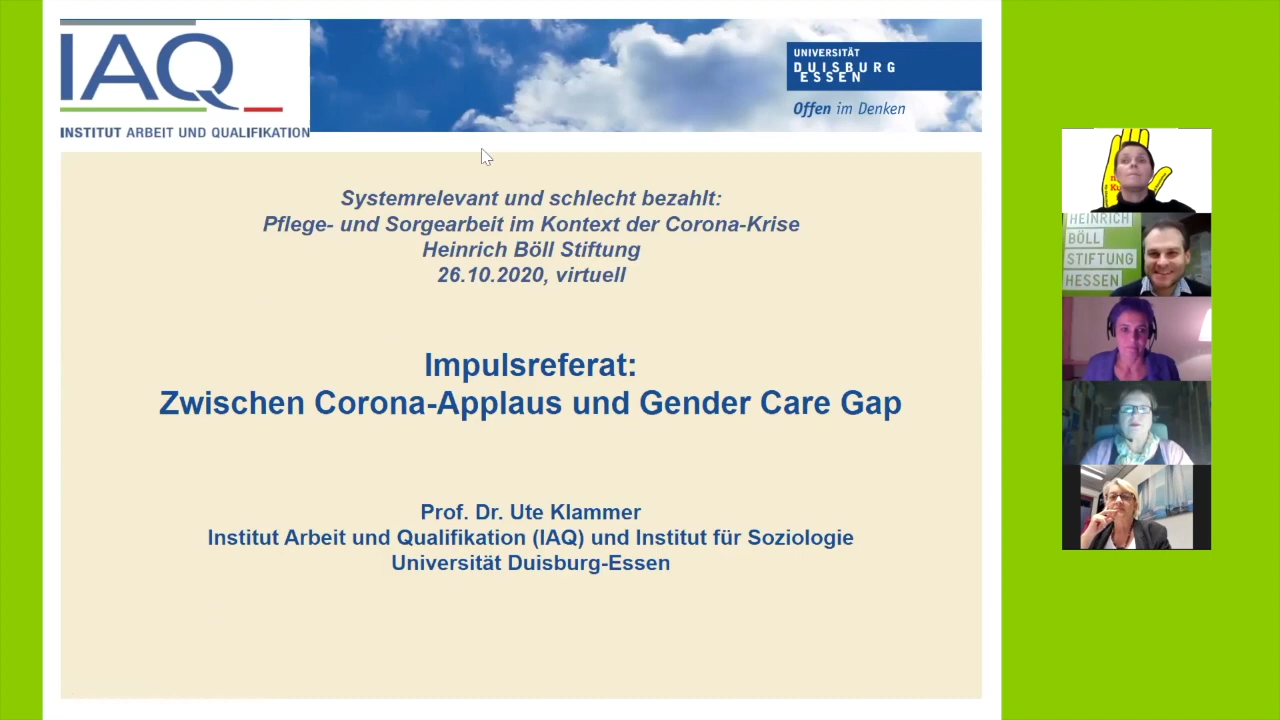 IAQ
INSTITUT ARBEIT UND QUALIFIKATION
UNIVERSITÄT
DUISBURG
ESSEN
Offen im Denken
Systemrelevant und schlecht bezahlt:
Pflege- und Sorgearbeit im Kontext der Corona-Krise
Heinrich Böll Stiftung
26.10.2020, virtuell
Impulsreferat:
Zwischen Corona-Applaus und Gender Care Gap
Prof. Dr. Ute Klammer
Institut Arbeit und Qualifikation (IAQ) und Institut für Soziologie
Universität Duisburg-Essen
HEINRICH
BÖLL
STIFTUNG
HESSEN